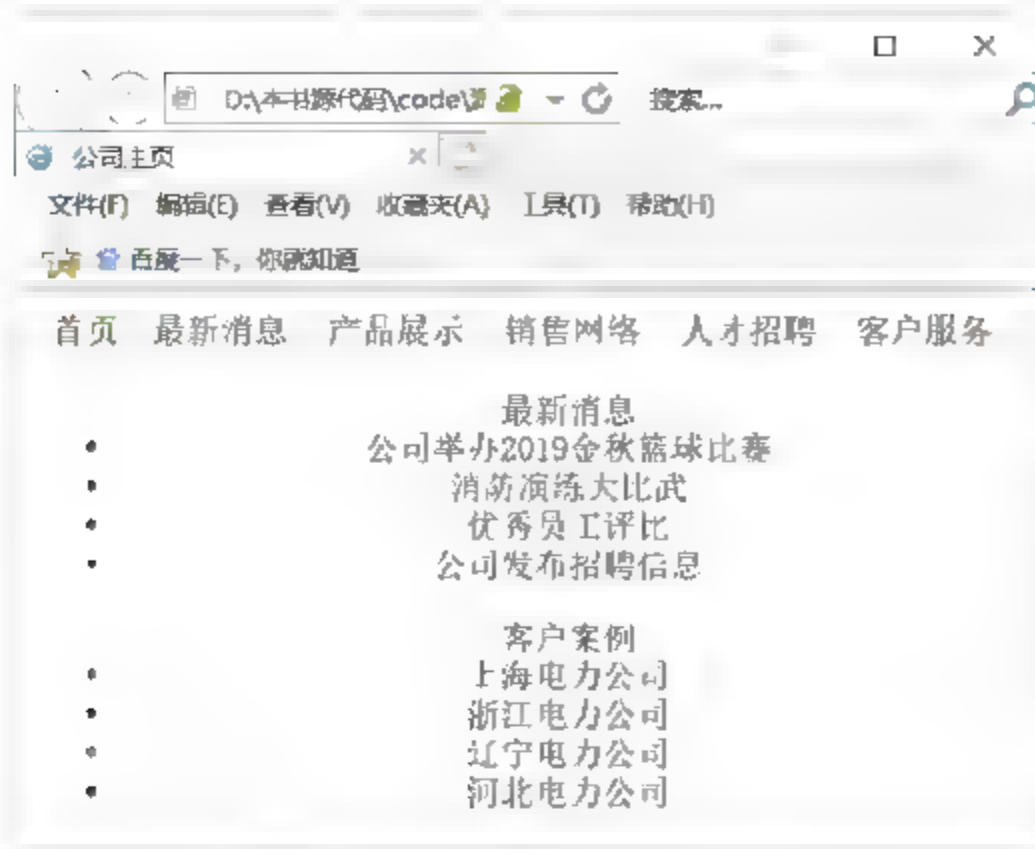 D:\本书源代码\code\
搜索...
公司主页
文件(F) 编辑(E) 查看(V) 收藏夹(A) 工具(T) 帮助(H)
百度一下，你就知道
首页 最新消息 产品展示 销售网络 人才招聘 客户服务
最新消息
• 公司举办2019金秋篮球比赛
• 消防演练大比武
• 优秀员工评比
• 公司发布招聘信息
客户案例
• 上海电力公司
• 浙江电力公司
• 辽宁电力公司
• 河北电力公司